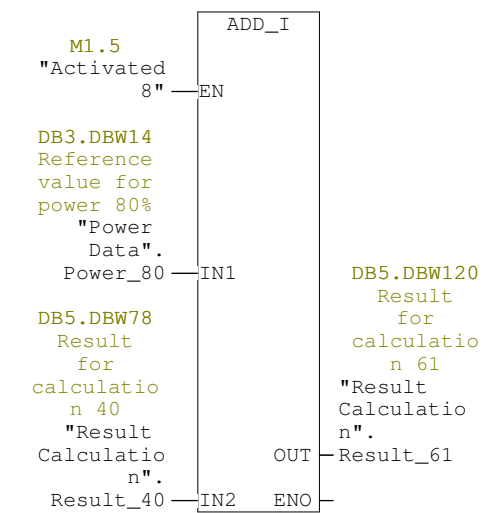 ADD_I
M1.5
"Activated
8"
EN
DB3.DBW14
Reference
value for
power 80%
"Power
Data".
Power_80
IN1
DB5.DBW78
Result
for
calculatio
n 40
"Result
Calculatio
n".
Result_40
IN2
DB5.DBW120
Result
for
calculatio
n 61
"Result
Calculatio
n".
OUT
Result_61
ENO